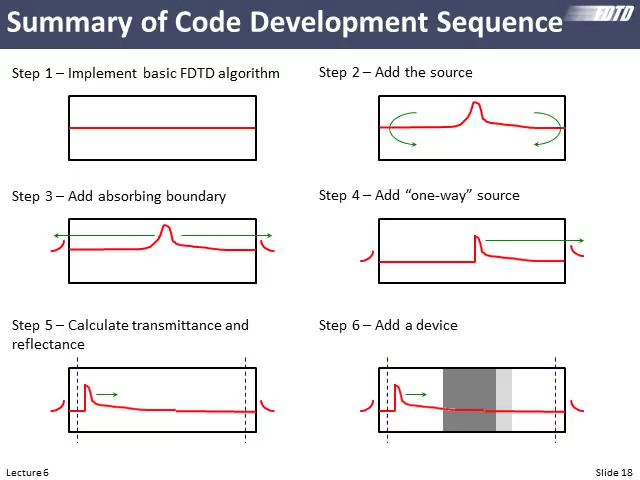 Summary of Code Development Sequence
FDTD
Step 1 – Implement basic FDTD algorithm
Step 2 – Add the source
Step 3 – Add absorbing boundary
Step 4 – Add “one-way” source
Step 5 – Calculate transmittance and
reflectance
Step 6 – Add a device
Lecture 6
Slide 18